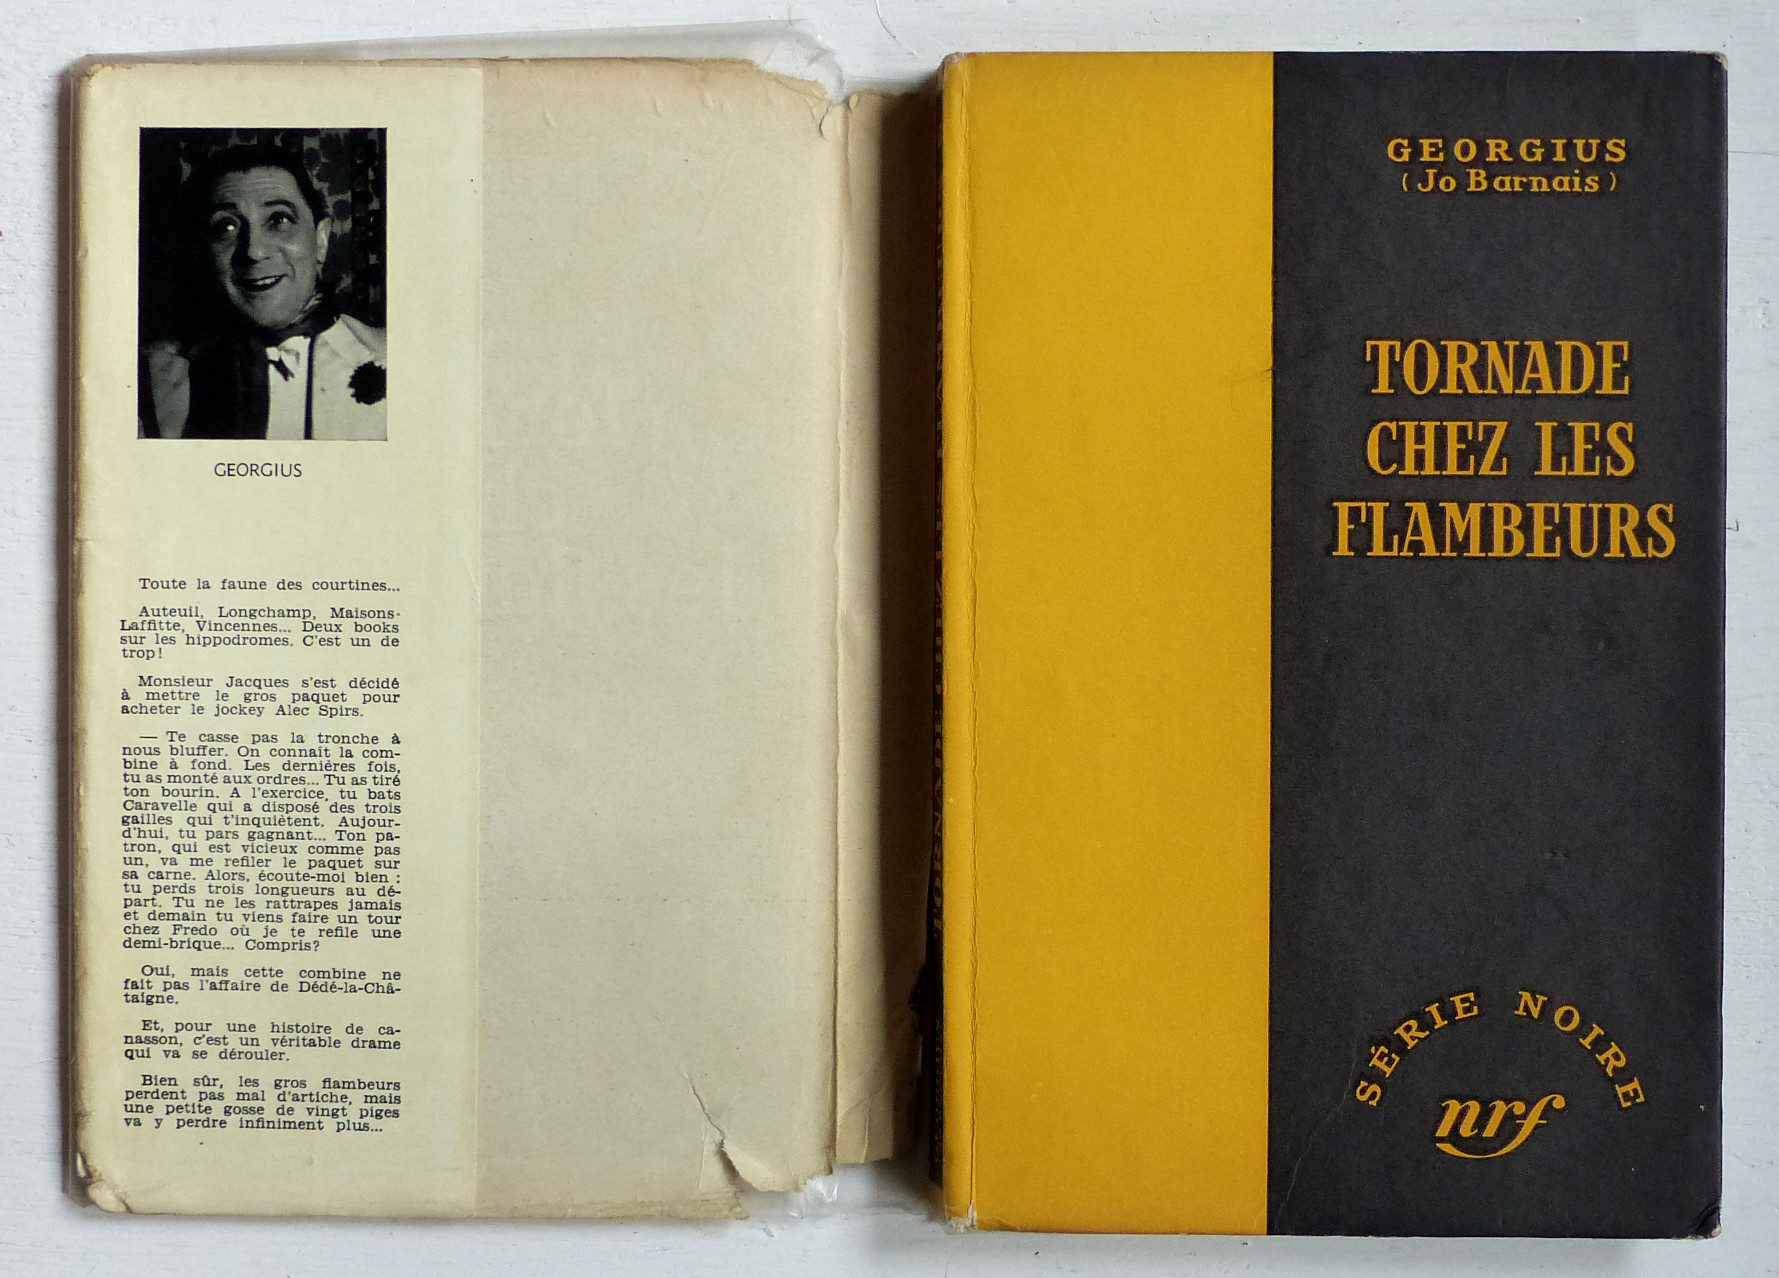 GEORGIUS
Toute la faune des courtines...
Auteuil, Longchamp, Maisons-
Laffitte, Vincennes... Deux books
sur les hippodromes. C'est un de
trop!
Monsieur Jacques s'est décidé
à mettre le gros paquet pour
acheter le jockey Alec Spirs.
— Te casse pas la tronche à
nous bluffer. On connaît la com-
bine à fond. Les dernières fois,
tu as monté aux ordres... Tu as tiré
ton bourin. A l'exercice, tu bats
Caravelle qui a disposé des trois
gailles qui t'inquiètent. Aujour-
d'hui, tu pars gagnant... Ton pa-
tron, qui est vicieux comme pas
un, va me refiler le paquet sur
sa carne. Alors, écoute-moi bien :
tu perds trois longueurs au dé-
part. Tu ne les rattrapes jamais
et demain tu viens faire un tour
chez Fredo où je te refile une
demi-brique... Compris?
Oui, mais cette combine ne
fait pas l'affaire de Dédé-la-Châ-
taigne.
Et, pour une histoire de ca-
nasson, c'est un véritable drame
qui va se dérouler.
Bien sûr, les gros flambeurs
perdent pas mal d'artiche, mais
une petite gosse de vingt piges
va y perdre infiniment plus...
TORNADE CHEZ LES FLAMBEURS
GEORGIUS
(Jo Barnais)
TORNADE
CHEZ LES
FLAMBEURS
SÉRIE NOIRE
nrf